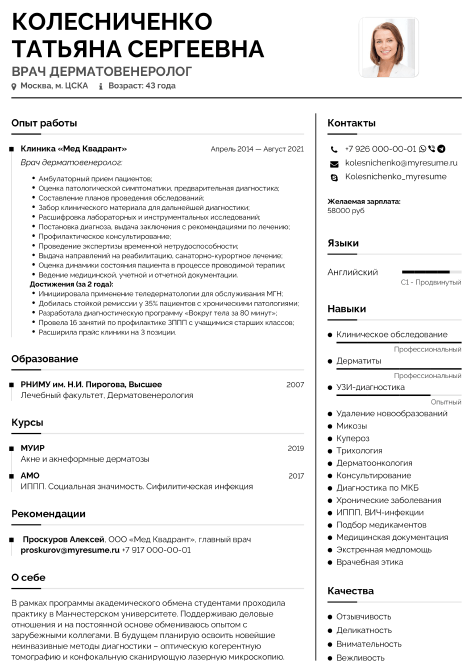 КОЛЕСНИЧЕНКО
ТАТЬЯНА СЕРГЕЕВНА
ВРАЧ ДЕРМАТОВЕНЕРОЛОГ
Москва, м. ЦСКА Возраст: 43 года
Опыт работы
Клиника «Мед Квадрант» Апрель 2014 — Август 2021
Врач дерматовенеролог:
• Амбулаторный прием пациентов;
• Оценка патологической симптоматики, предварительная диагностика;
• Составление планов проведения обследований;
• Забор клинического материала для дальнейшей диагностики;
• Расшифровка лабораторных и инструментальных исследований;
• Постановка диагноза, выдача заключения с рекомендациями по лечению;
• Профилактическое консультирование;
• Проведение экспертизы временной нетрудоспособности;
• Выдача направлений на реабилитацию, санаторно-курортное лечение;
• Оценка динамики состояния пациента в процессе проводимой терапии;
• Ведение медицинской, учетной и отчетной документации.
Достижения (за 2 года):
• Инициировала применение теледерматологии для обслуживания МГН;
• Добилась стойкой ремиссии у 35% пациентов с хроническими патологиями;
• Разработала диагностическую программу «Вокруг тела за 80 минут»;
• Провела 16 занятий по профилактике ЗППП с учащимися старших классов;
• Расширила прайс клиники на 3 позиции.
Образование
РНИМУ им. Н.И. Пирогова, Высшее 2007
Лечебный факультет, Дерматовенерология
Курсы
МУИР 2019
Акне и акнеформные дерматозы
АМО 2017
ИППП. Социальная значимость. Сифилитическая инфекция
Рекомендации
Проскуров Алексей, ООО «Мед Квадрант», главный врач
proskurov@myresume.ru +7 917 000-00-01
О себе
В рамках программы академического обмена студентами проходила
практику в Манчестерском университете. Поддерживаю деловые
отношения и на постоянной основе обмениваюсь опытом с
зарубежными коллегами. В будущем планирую освоить новейшие
неинвазивные методы диагностики – оптическую когерентную
томографию и конфокальную сканирующую лазерную микроскопию.
Контакты
+7 926 000-00-01
kolesnichenko@myresume.ru
Kolesnichenko_myresume
Желаемая зарплата:
58000 руб
Языки
Английский
C1 - Продвинутый
Навыки
• Клиническое обследование
Профессиональный
• Дерматиты
Профессиональный
• УЗИ-диагностика
Опытный
• Удаление новообразований
• Микозы
• Купероз
• Трихология
• Дерматоонкология
• Консультирование
• Диагностика по МКБ
• Хронические заболевания
• ИППП, ВИЧ-инфекции
• Подбор медикаментов
• Медицинская документация
• Экстренная медпомощь
• Врачебная этика
Качества
• Отзывчивость
• Деликатность
• Внимательность
• Вежливость